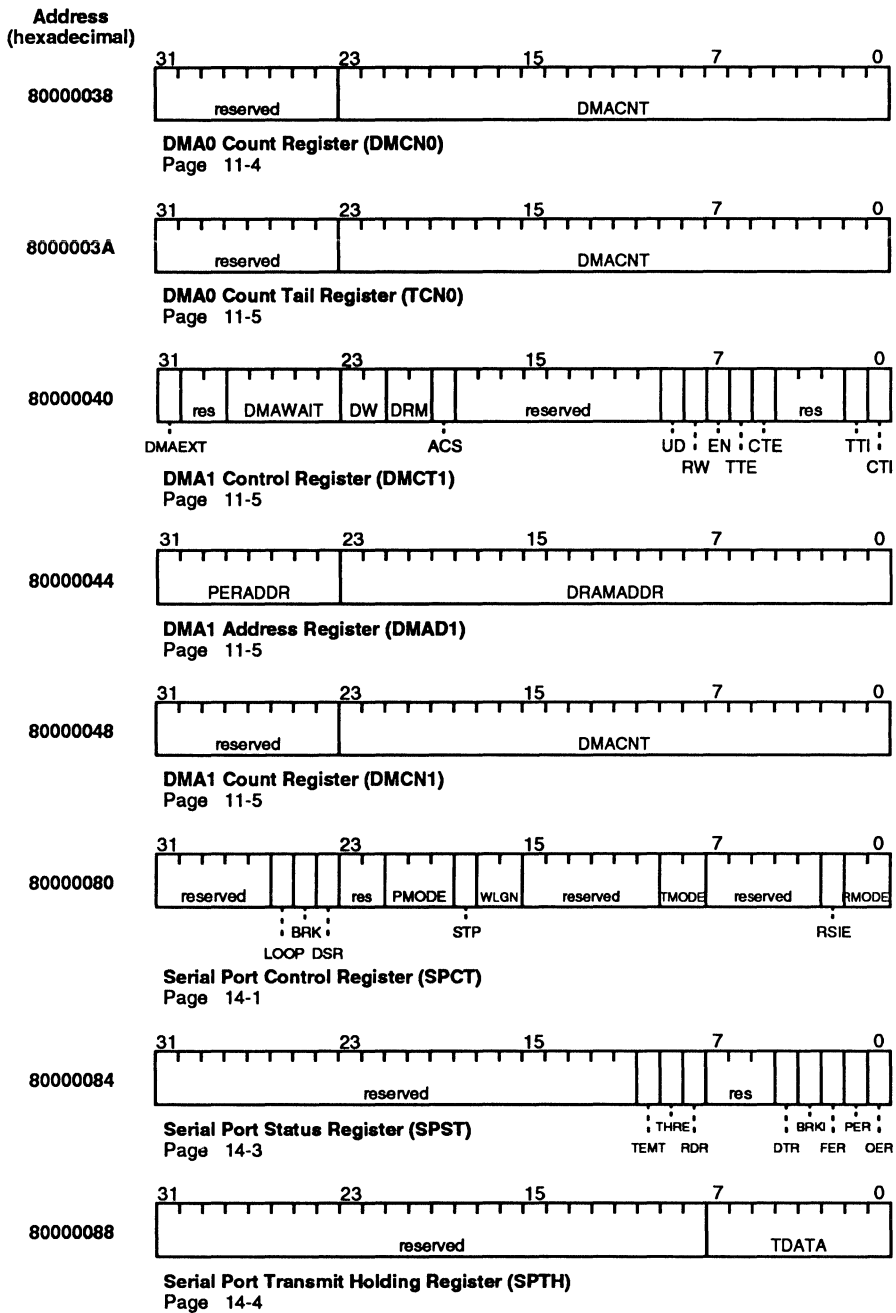 Address
(hexadecimal)
31 23 15 7 0
80000038
reserved DMACNT
DMA0 Count Register (DMCN0)
Page 11-4
31 23 15 7 0
8000003A
reserved DMACNT
DMA0 Count Tail Register (TCN0)
Page 11-5
31 23 15 7 0
80000040
res DMAWAIT DW DRM reserved res
DMAEXT ACS UD EN CTE TTI
RW TTE CTI
DMA1 Control Register (DMCT1)
Page 11-5
31 23 15 7 0
80000044
PERADDR DRAMADDR
DMA1 Address Register (DMAD1)
Page 11-5
31 23 15 7 0
80000048
reserved DMACNT
DMA1 Count Register (DMCN1)
Page 11-5
31 23 15 7 0
80000080
reserved res PMODE WLGN reserved TMODE reserved RMODE
BRK STP RSIE
LOOP DSR
Serial Port Control Register (SPCT)
Page 14-1
31 23 15 7 0
80000084
reserved res
THRE BRKI PER
TEMT RDR DTR FER OER
Serial Port Status Register (SPST)
Page 14-3
31 23 15 7 0
80000088
reserved TDATA
Serial Port Transmit Holding Register (SPTH)
Page 14-4